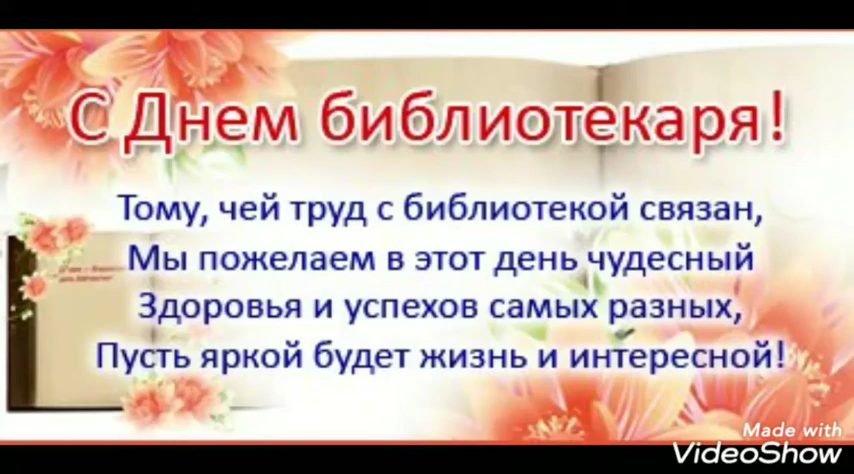 С Днем библиотекаря!
Тому, чей труд с библиотекой связан,
Мы пожелаем в этот день чудесный
Здоровья и успехов самых разных,
Пусть яркой будет жизнь и интересной!
Made with
VideoShow